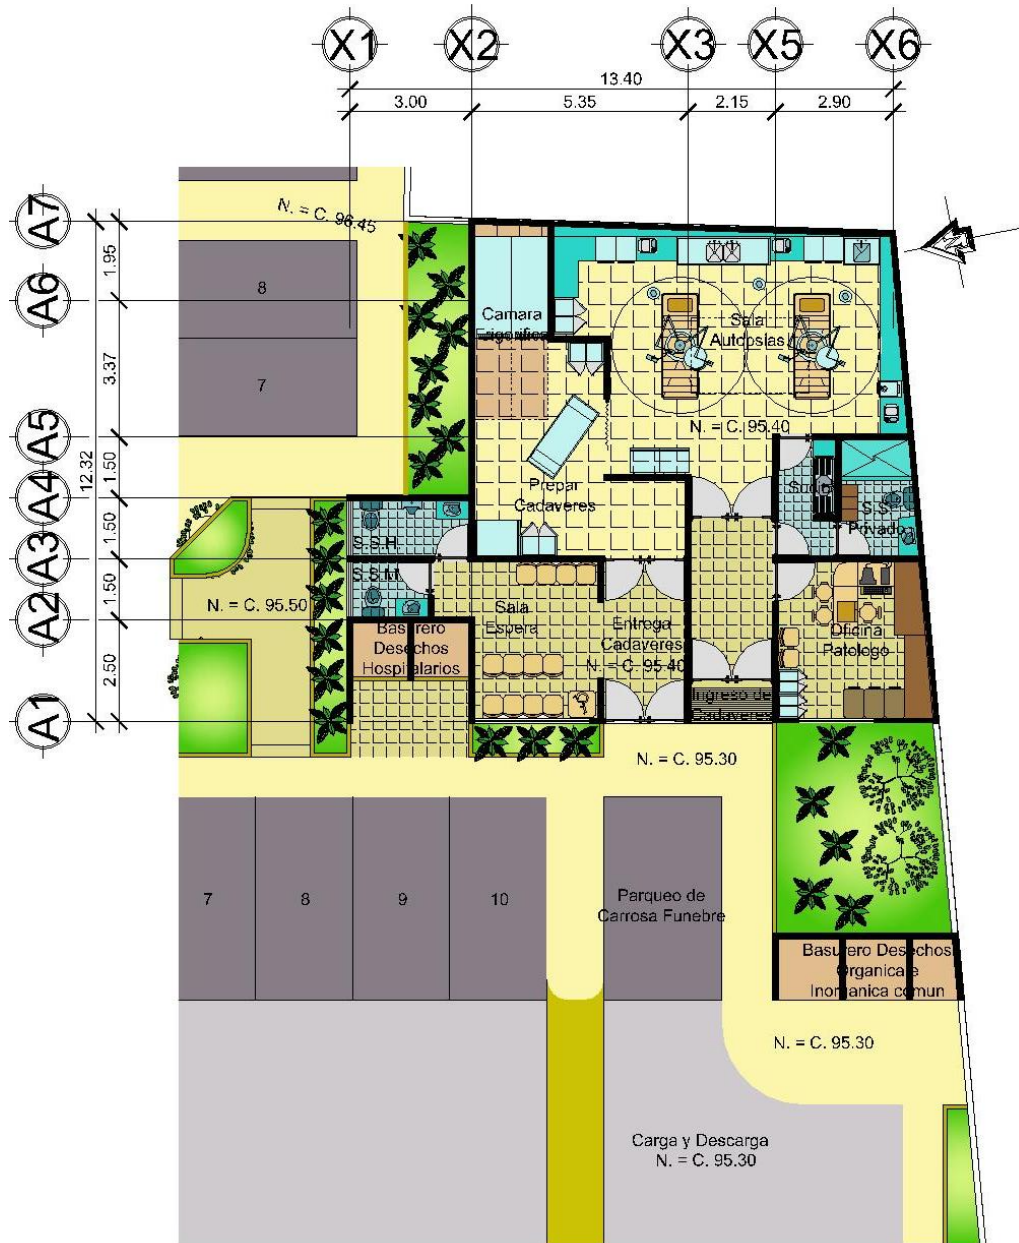 X1
X2
X3
X5
X6
13.40
3.00
5.35
2.15
2.90
A7
A6
A5
A4
A3
A2
A1
1.95
3.37
1.50
1.50
1.50
2.50
12.32
N. = C. 96.45
8
7
Camara
Frigorifica
Sala
Autopsias
N. = C. 95.40
Prepar
Cadaveres
S.S.
Privado
S.S.H.
S.S.M.
N. = C. 95.50
Sala
Espera
Entrega
Cadaveres
N. = C. 95.40
Oficina
Patologo
Basurero
Desechos
Hospitalarios
Ingreso de
Cadaveres
N. = C. 95.30
7
8
9
10
Parqueo de
Carrosa Funebre
Basurero Desechos
Organica e
Inorganica comun
N. = C. 95.30
Carga y Descarga
N. = C. 95.30